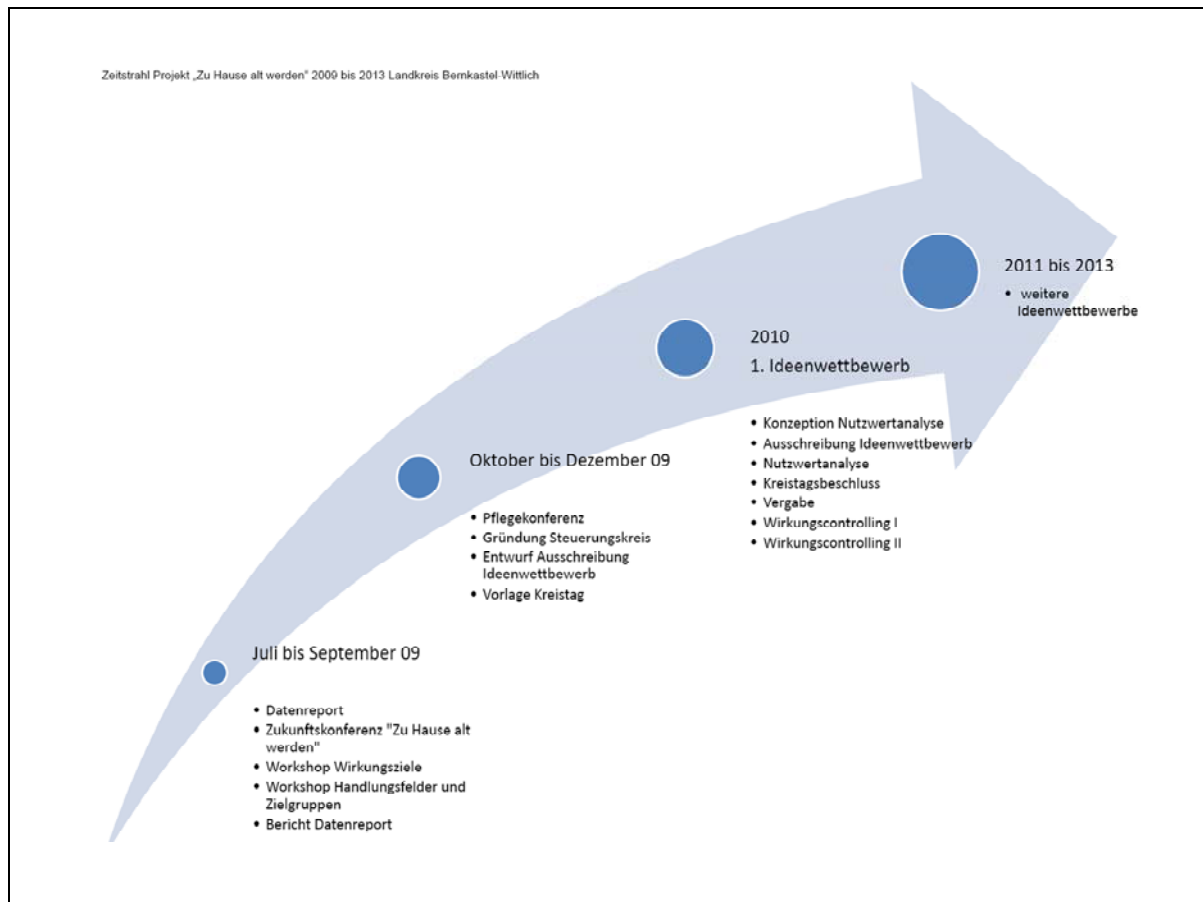 Zeitstrahl Projekt „Zu Hause alt werden" 2009 bis 2013 Landkreis Bernkastel-Wittlich
2011 bis 2013
• weitere
Ideenwettbewerbe
2010
1. Ideenwettbewerb
• Konzeption Nutzwertanalyse
• Ausschreibung Ideenwettbewerb
• Nutzwertanalyse
• Kreistagsbeschluss
• Vergabe
• Wirkungscontrolling I
• Wirkungscontrolling II
Oktober bis Dezember 09
• Pflegekonferenz
• Gründung Steuerungskreis
• Entwurf Ausschreibung
Ideenwettbewerb
• Vorlage Kreistag
Juli bis September 09
• Datenreport
• Zukunftskonferenz "Zu Hause alt
werden"
• Workshop Wirkungsziele
• Workshop Handlungsfelder und
Zielgruppen
• Bericht Datenreport